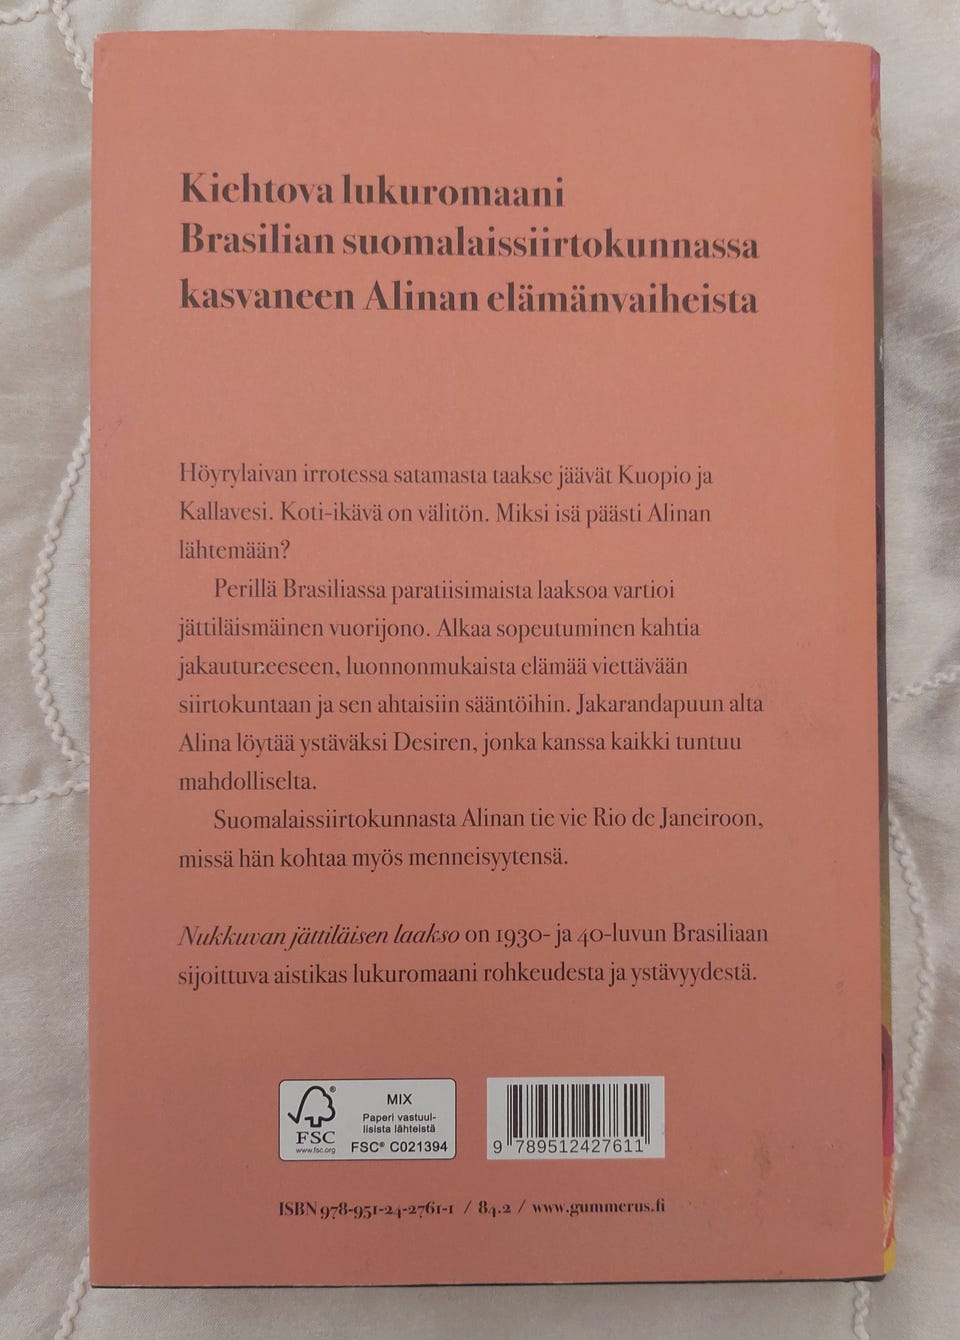 Kiehtova lukuromaani
Brasilian suomalaissiirtokunnassa
kasvaneen Alinan elämänvaiheista
Höyrylaivan irrotessa satamasta taakse jäävät Kuopio ja
Kallavesi. Koti-ikävä on välitön. Miksi isä päästi Alinan
lähtemään?
Perillä Brasiliassa paratiisimaista laaksoa vartioi
jättiläismäinen vuorijono. Alkaa sopeutuminen kahtia
jakautuneeseen, luonnonmukaista elämää viettävään
siirtokuntaan ja sen ahtaisiin sääntöihin. Jakarandapuun alta
Alina löytää ystäväksi Desiren, jonka kanssa kaikki tuntuu
mahdolliselta.
Suomalaissiirtokunnasta Alinan tie vie Rio de Janeiroon,
missä hän kohtaa myös menneisyytensä.
Nukkuvan jättiläisen laakso on 1930- ja 40-luvun Brasiliaan
sijoittuva aistikas lukuromaani rohkeudesta ja ystävyydestä.
FSC
www.fsc.org
MIX
Paperi vastuul-
lisista lähteistä
FSC® C021394
9 789512427611
ISBN 978-951-24-2761-1 / 84.2 / www.gummerus.fi